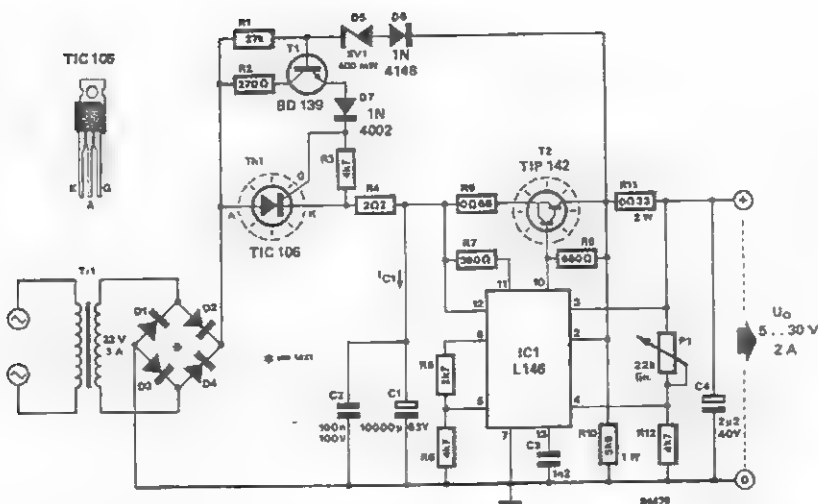 TIC 106
K
A
G
R1
27k
R2
270Ω
T1
BD 139
D5
5V1
400 mW
D6
1N
4148
D7
1N
4002
R3
4k7
Th1
G
A
K
TIC 106
R4
2Ω2
R9
0Ω68
T2
TIP 142
R11
0Ω33
2 W
R7
390Ω
R8
680Ω
11
10
12
6
5
3
2
4
7
13
IC1
L146
IC1
Tr1
22 V
3 A
D1
D2
D3
D4
C2
100n
100V
C1
10000µ 63V
R5
R6
4k7
C3
1n2
R10
5k6
1 W
R12
4k7
P1
22k
lin.
C4
2µ2
40V
U₀
5...30 V
2 A
+
0